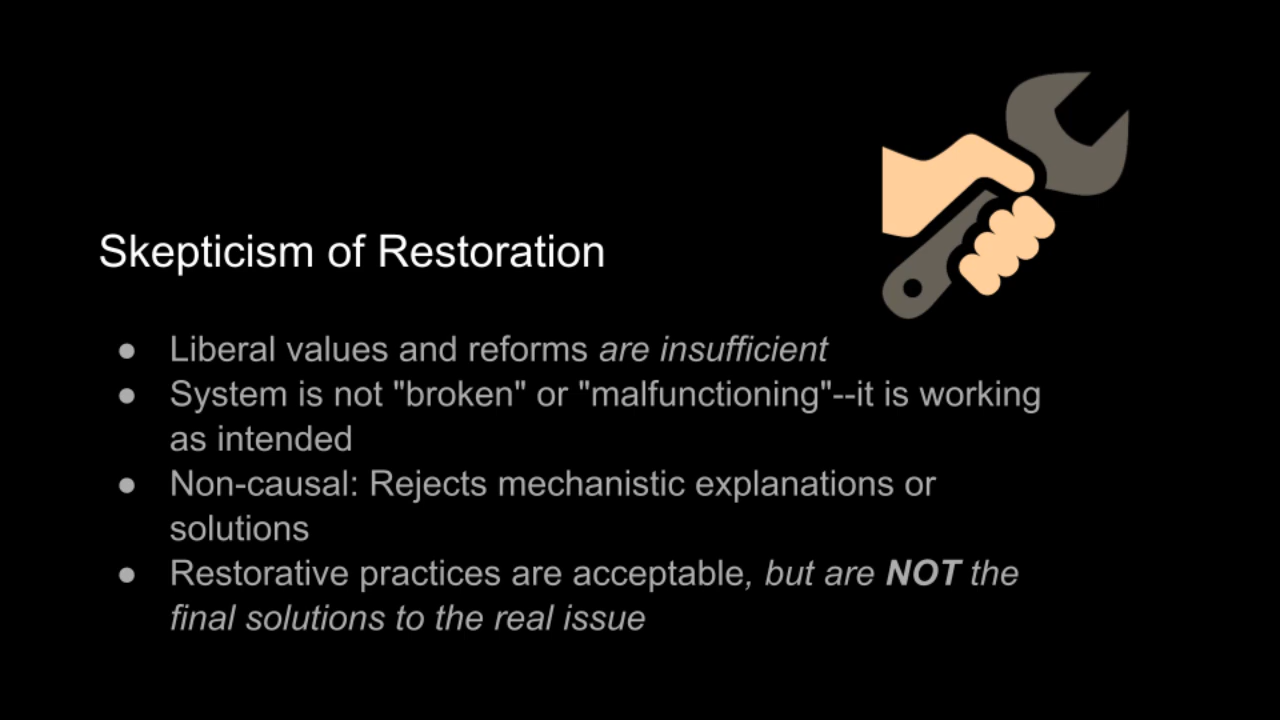 Skepticism of Restoration
● Liberal values and reforms are insufficient
● System is not "broken" or "malfunctioning"--it is working
as intended
● Non-causal: Rejects mechanistic explanations or
solutions
● Restorative practices are acceptable, but are NOT the
final solutions to the real issue